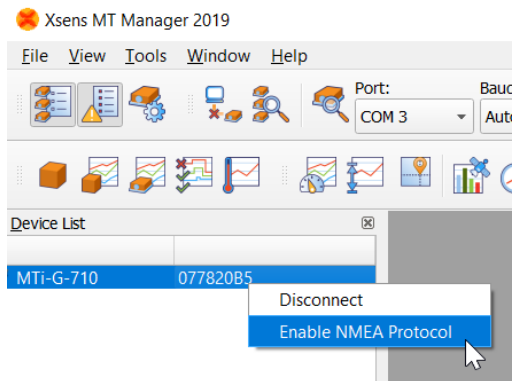 Xsens MT Manager 2019
File View Tools Window Help
Port: Baud
COM 3 Auto
Device List
MTi-G-710 077820B5
Disconnect
Enable NMEA Protocol